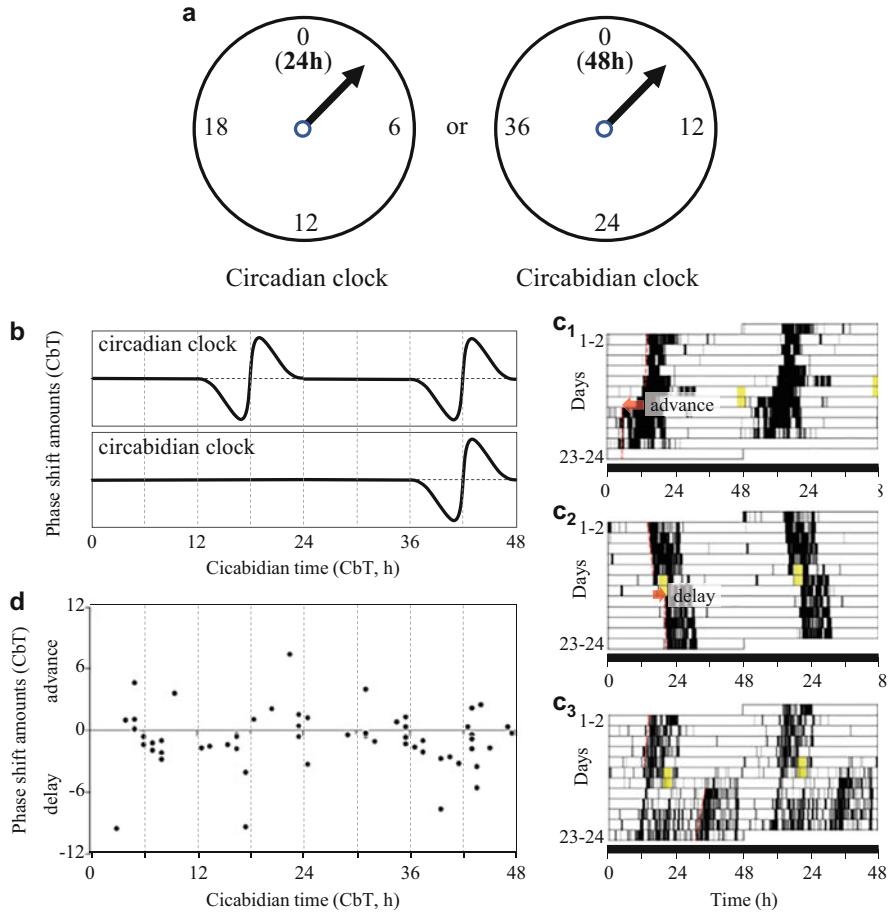 a
0
(24h)
18
6
12
Circadian clock
or
0
(48h)
36
12
24
Circabidian clock
b
Phase shift amounts (CbT)
circadian clock
circabidian clock
0
12
24
36
48
Cicabidian time (CbT, h)
c1
1-2
Days
advance
23-24
0
24
48
24
8
c2
1-2
Days
delay
23-24
0
24
48
24
8
c3
1-2
Days
23-24
0
24
48
24
48
Time (h)
d
Phase shift amounts (CbT)
delay
advance
12
6
0
-6
-12
0
12
24
36
48
Cicabidian time (CbT, h)